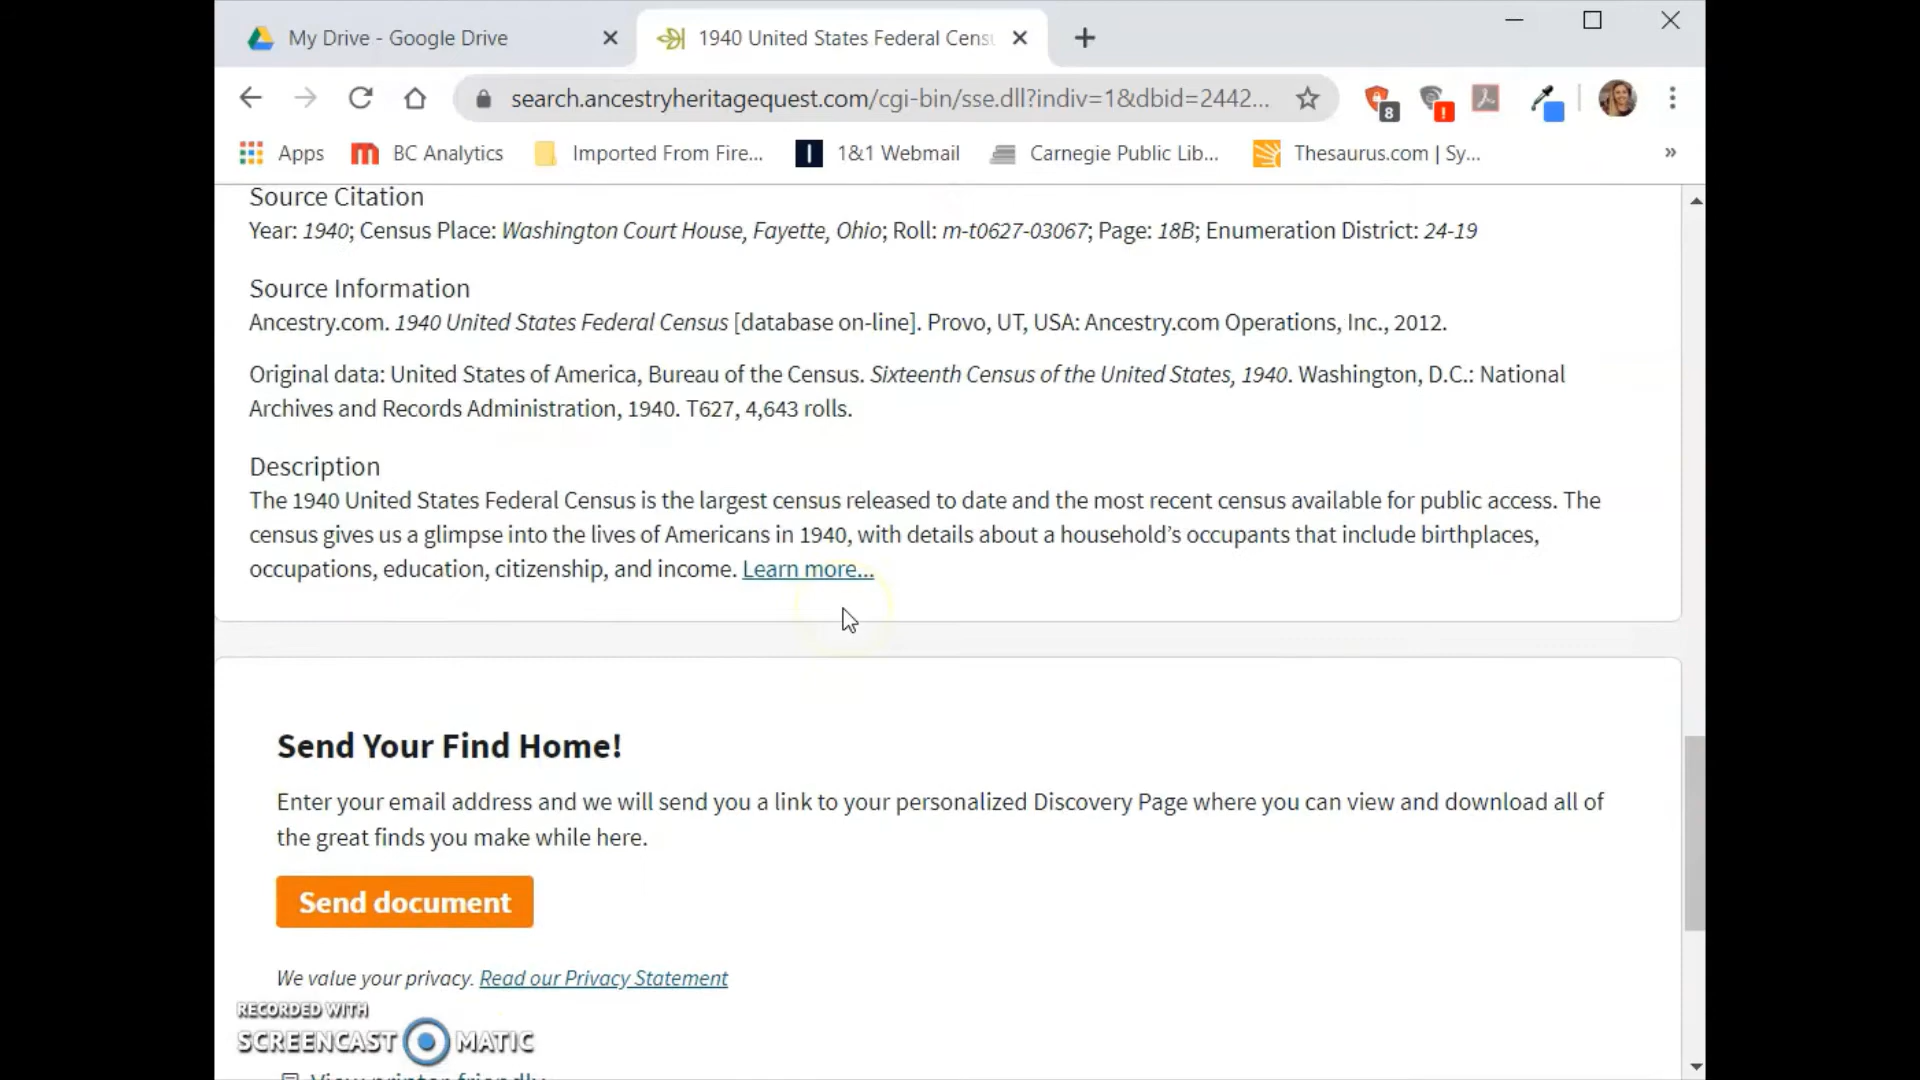 My Drive - Google Drive
1940 United States Federal Censu
search.ancestryheritagequest.com/cgi-bin/sse.dll?indiv=1&dbid=2442...
8
!
Apps
BC Analytics
Imported From Fire...
1&1 Webmail
Carnegie Public Lib...
Thesaurus.com | Sy...
»
Source Citation
Year: 1940; Census Place: Washington Court House, Fayette, Ohio; Roll: m-t0627-03067; Page: 18B; Enumeration District: 24-19
Source Information
Ancestry.com. 1940 United States Federal Census [database on-line]. Provo, UT, USA: Ancestry.com Operations, Inc., 2012.
Original data: United States of America, Bureau of the Census. Sixteenth Census of the United States, 1940. Washington, D.C.: National
Archives and Records Administration, 1940. T627, 4,643 rolls.
Description
The 1940 United States Federal Census is the largest census released to date and the most recent census available for public access. The
census gives us a glimpse into the lives of Americans in 1940, with details about a household’s occupants that include birthplaces,
occupations, education, citizenship, and income. Learn more...
Send Your Find Home!
Enter your email address and we will send you a link to your personalized Discovery Page where you can view and download all of
the great finds you make while here.
Send document
We value your privacy. Read our Privacy Statement
RECORDED WITH
SCREENCAST MATIC
View printer-friendly